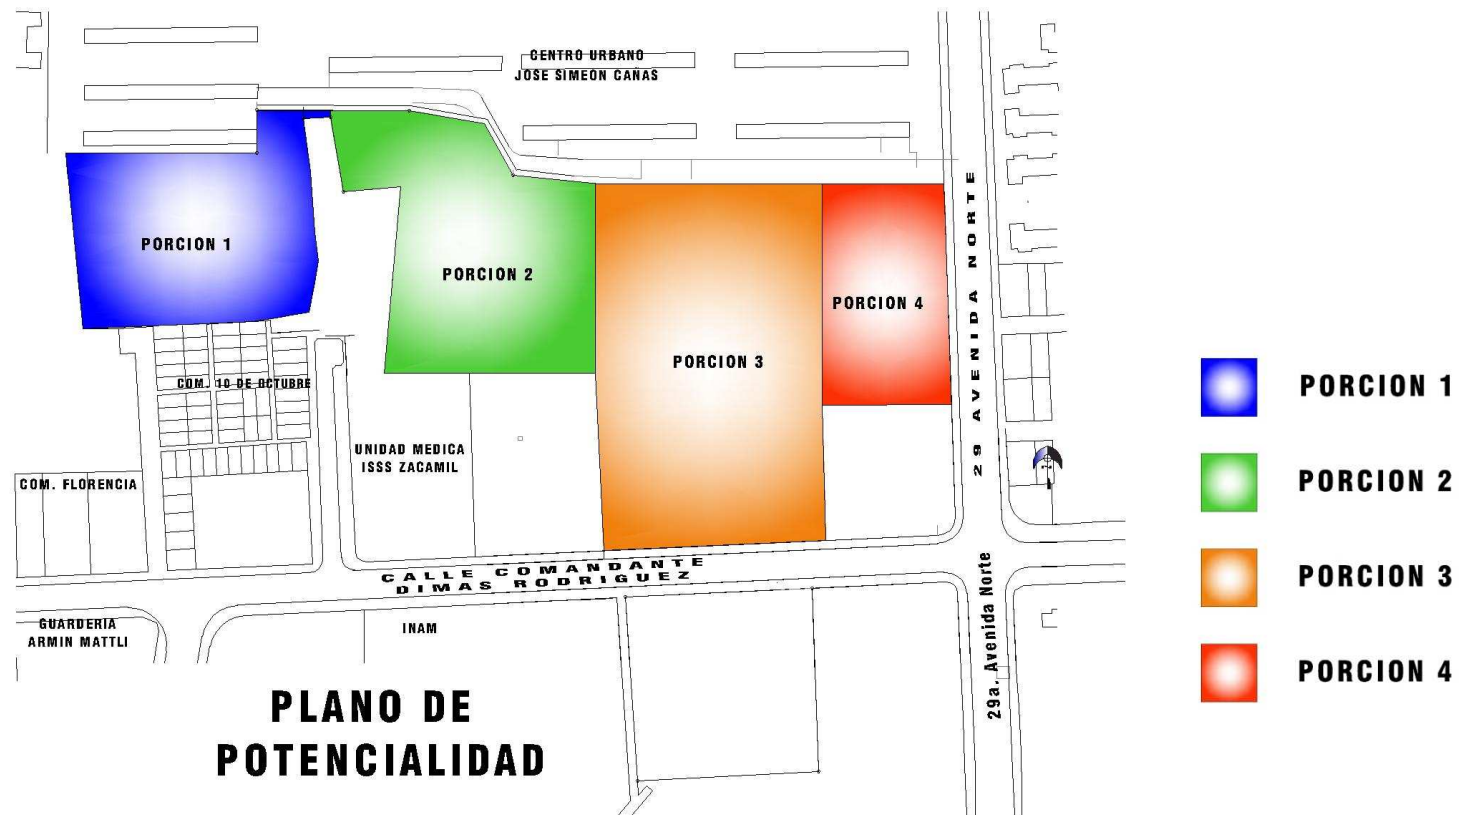 CENTRO URBANO
JOSE SIMEON CAÑAS
PORCION 1
PORCION 2
PORCION 3
PORCION 4
29 AVENIDA NORTE
COM. 10 DE OCTUBRE
UNIDAD MEDICA
ISSS ZACAMIL
COM. FLORENCIA
CALLE COMANDANTE
DIMAS RODRIGUEZ
GUARDERIA
ARMIN MATTLI
INAM
29a. Avenida Norte
PLANO DE
POTENCIALIDAD
PORCION 1
PORCION 2
PORCION 3
PORCION 4